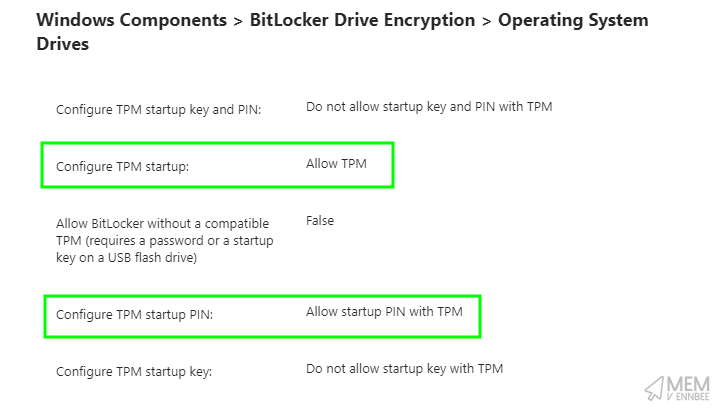 Windows Components > BitLocker Drive Encryption > Operating System
Drives
Configure TPM startup key and PIN: Do not allow startup key and PIN with TPM
Configure TPM startup: Allow TPM
Allow BitLocker without a compatible False
TPM (requires a password or a startup
key on a USB flash drive)
Configure TPM startup PIN: Allow startup PIN with TPM
Configure TPM startup key: Do not allow startup key with TPM
MEM
V ENNBEE